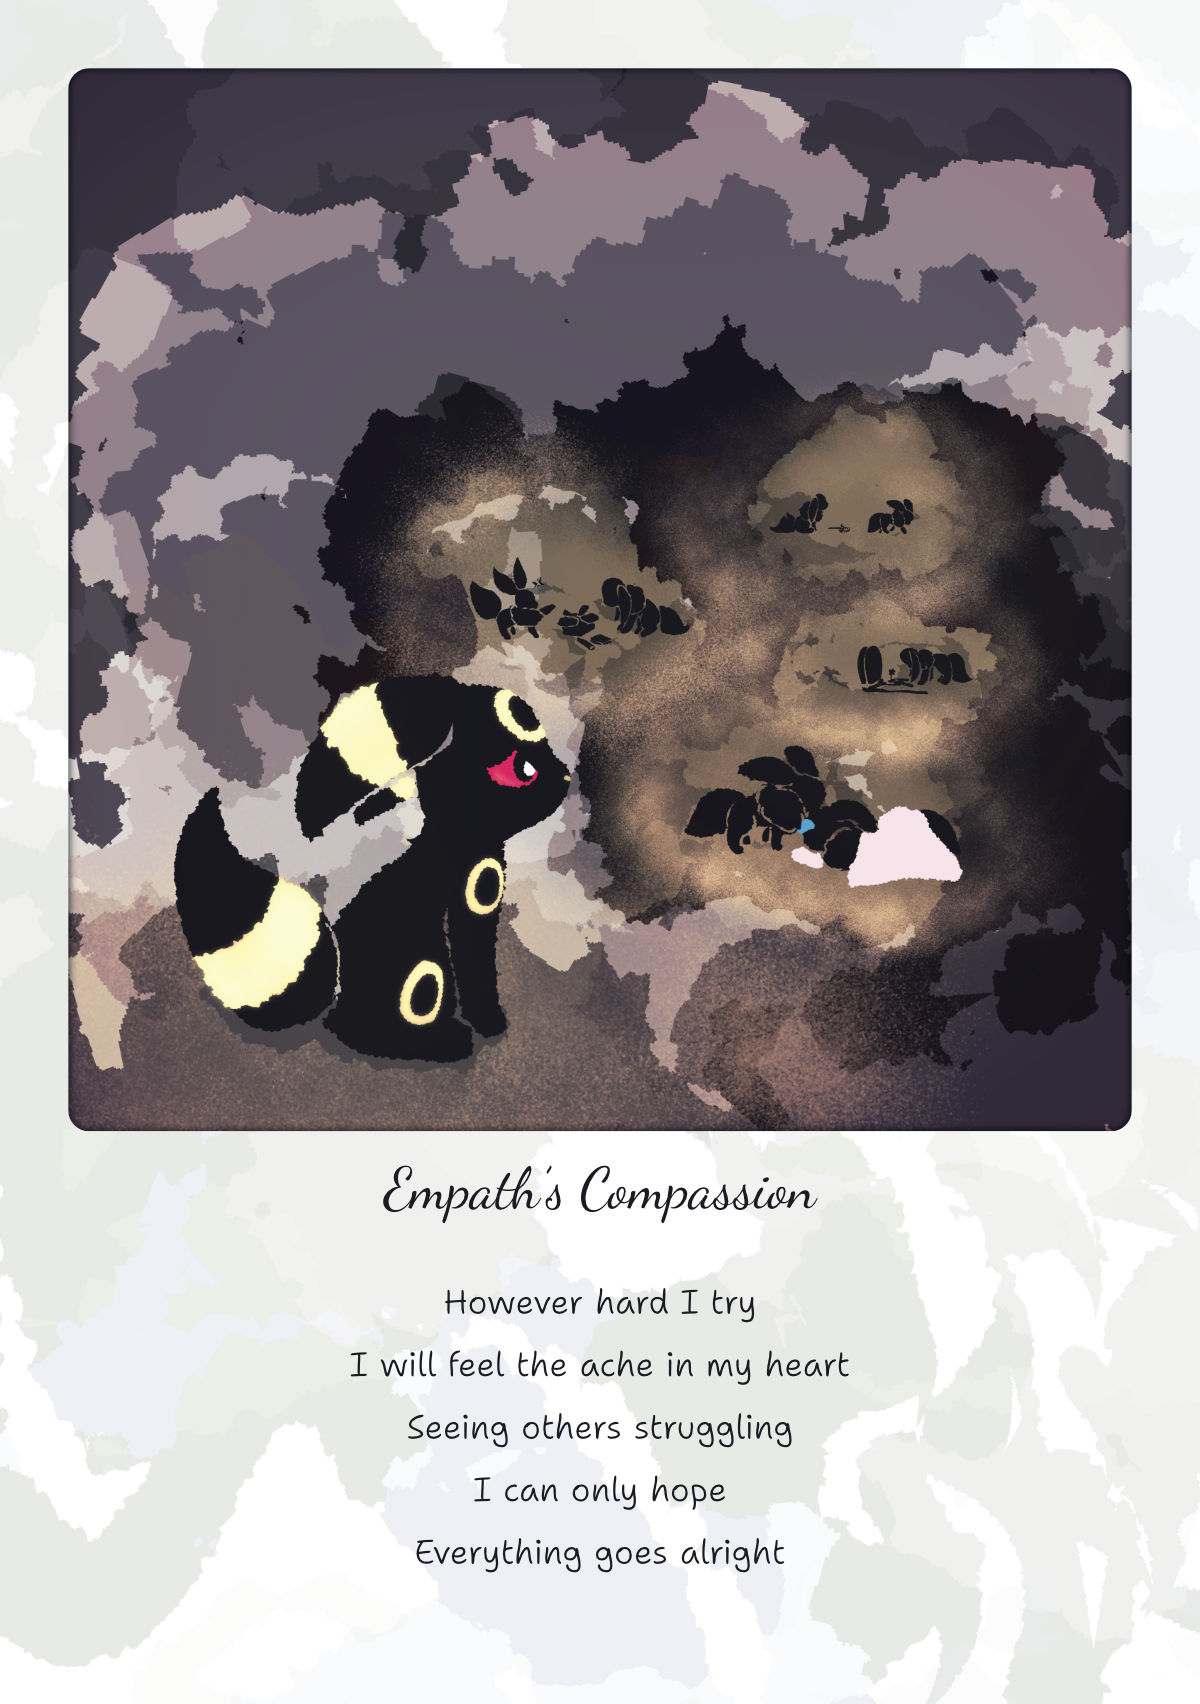 Empath's Compassion
However hard I try
I will feel the ache in my heart
Seeing others struggling
I can only hope
Everything goes alright